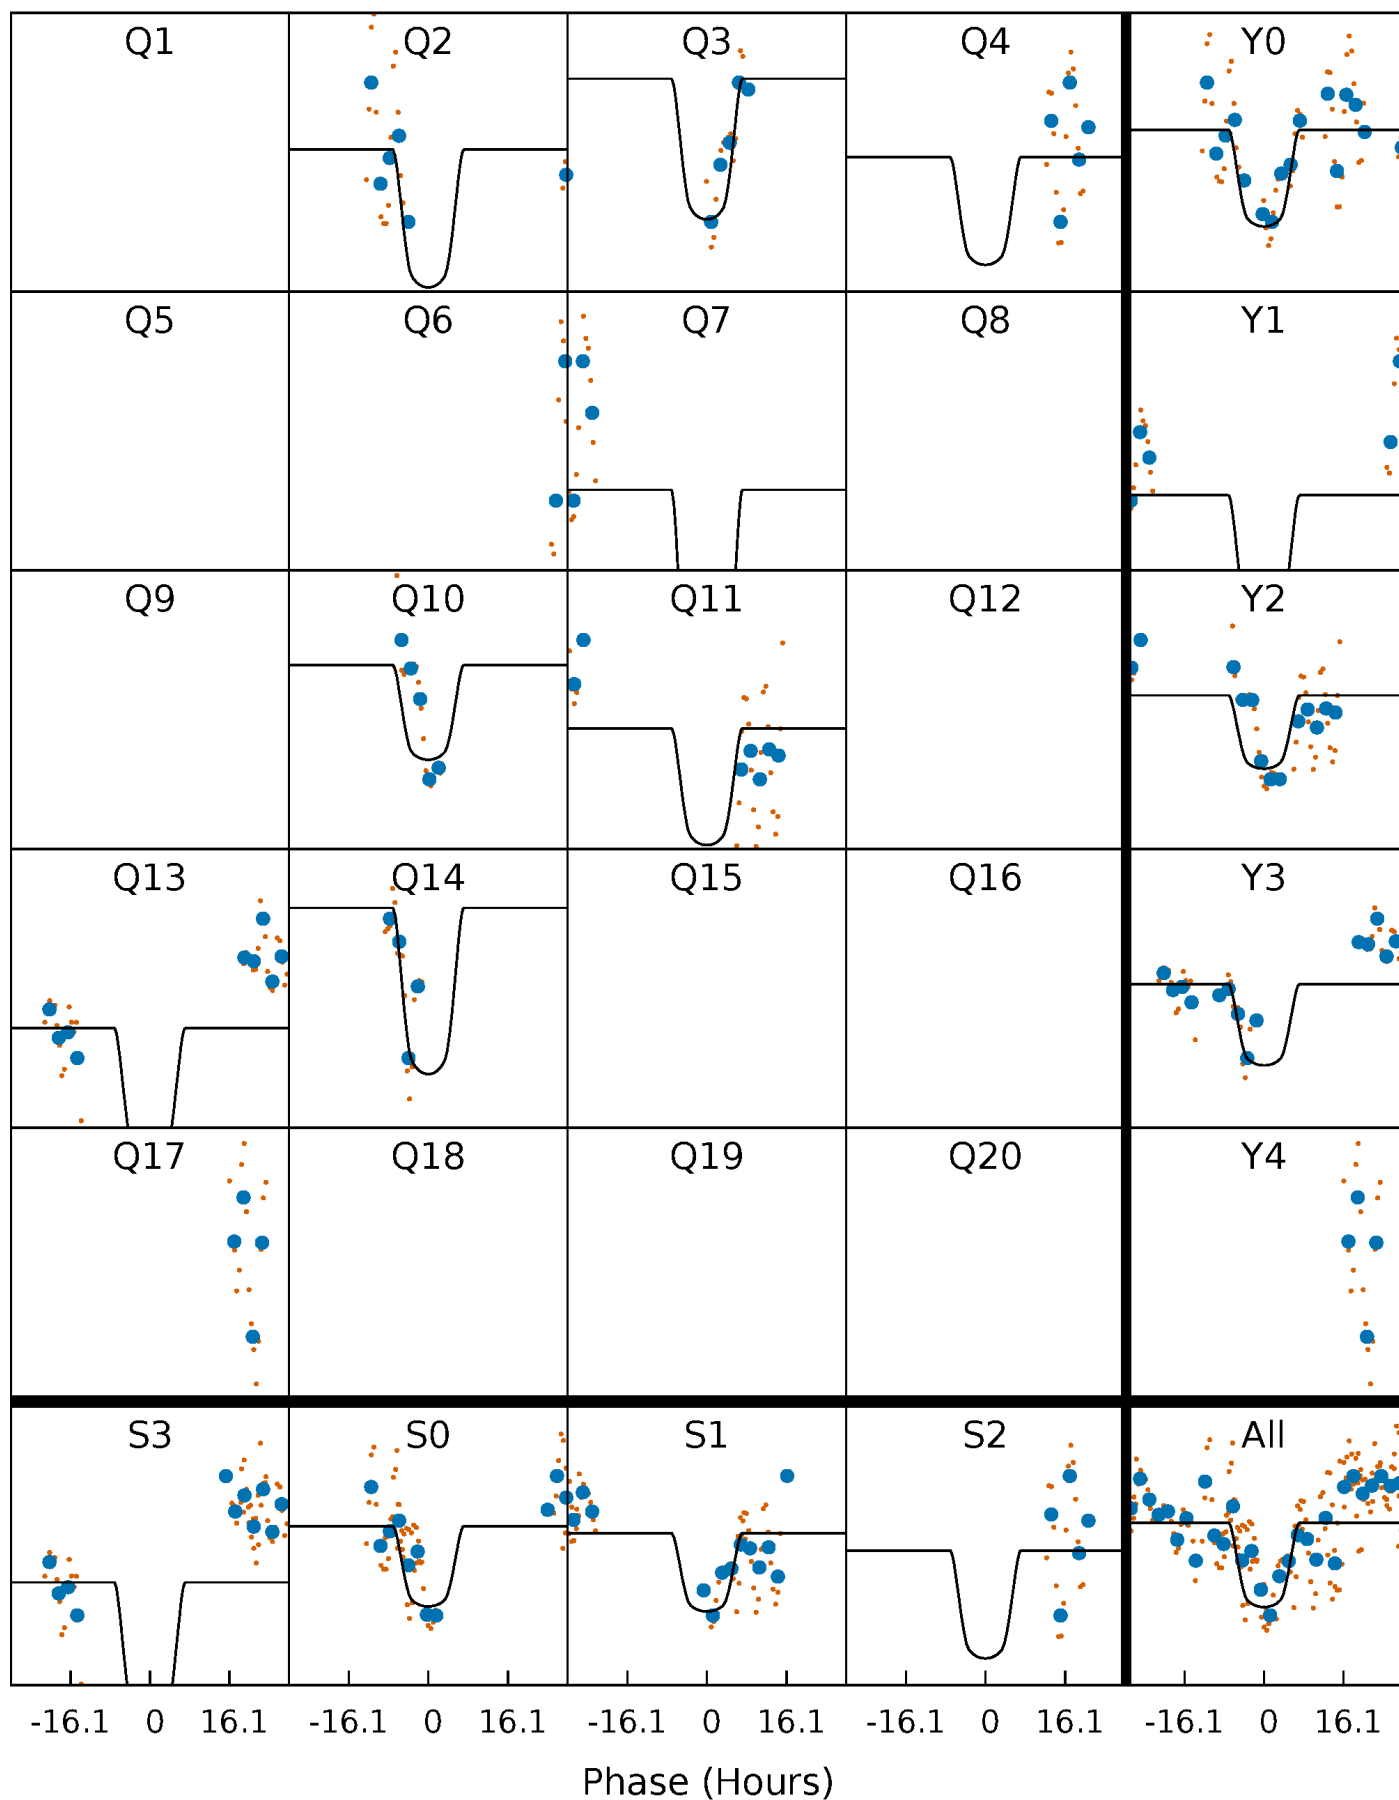 Q1 Q2 Q3 Q4 Y0
Q5 Q6 Q7 Q8 Y1
Q9 Q10 Q11 Q12 Y2
Q13 Q14 Q15 Q16 Y3
Q17 Q18 Q19 Q20 Y4
S3 S0 S1 S2 All
-16.1 0 16.1 -16.1 0 16.1 -16.1 0 16.1 -16.1 0 16.1 -16.1 0 16.1
Phase (Hours)